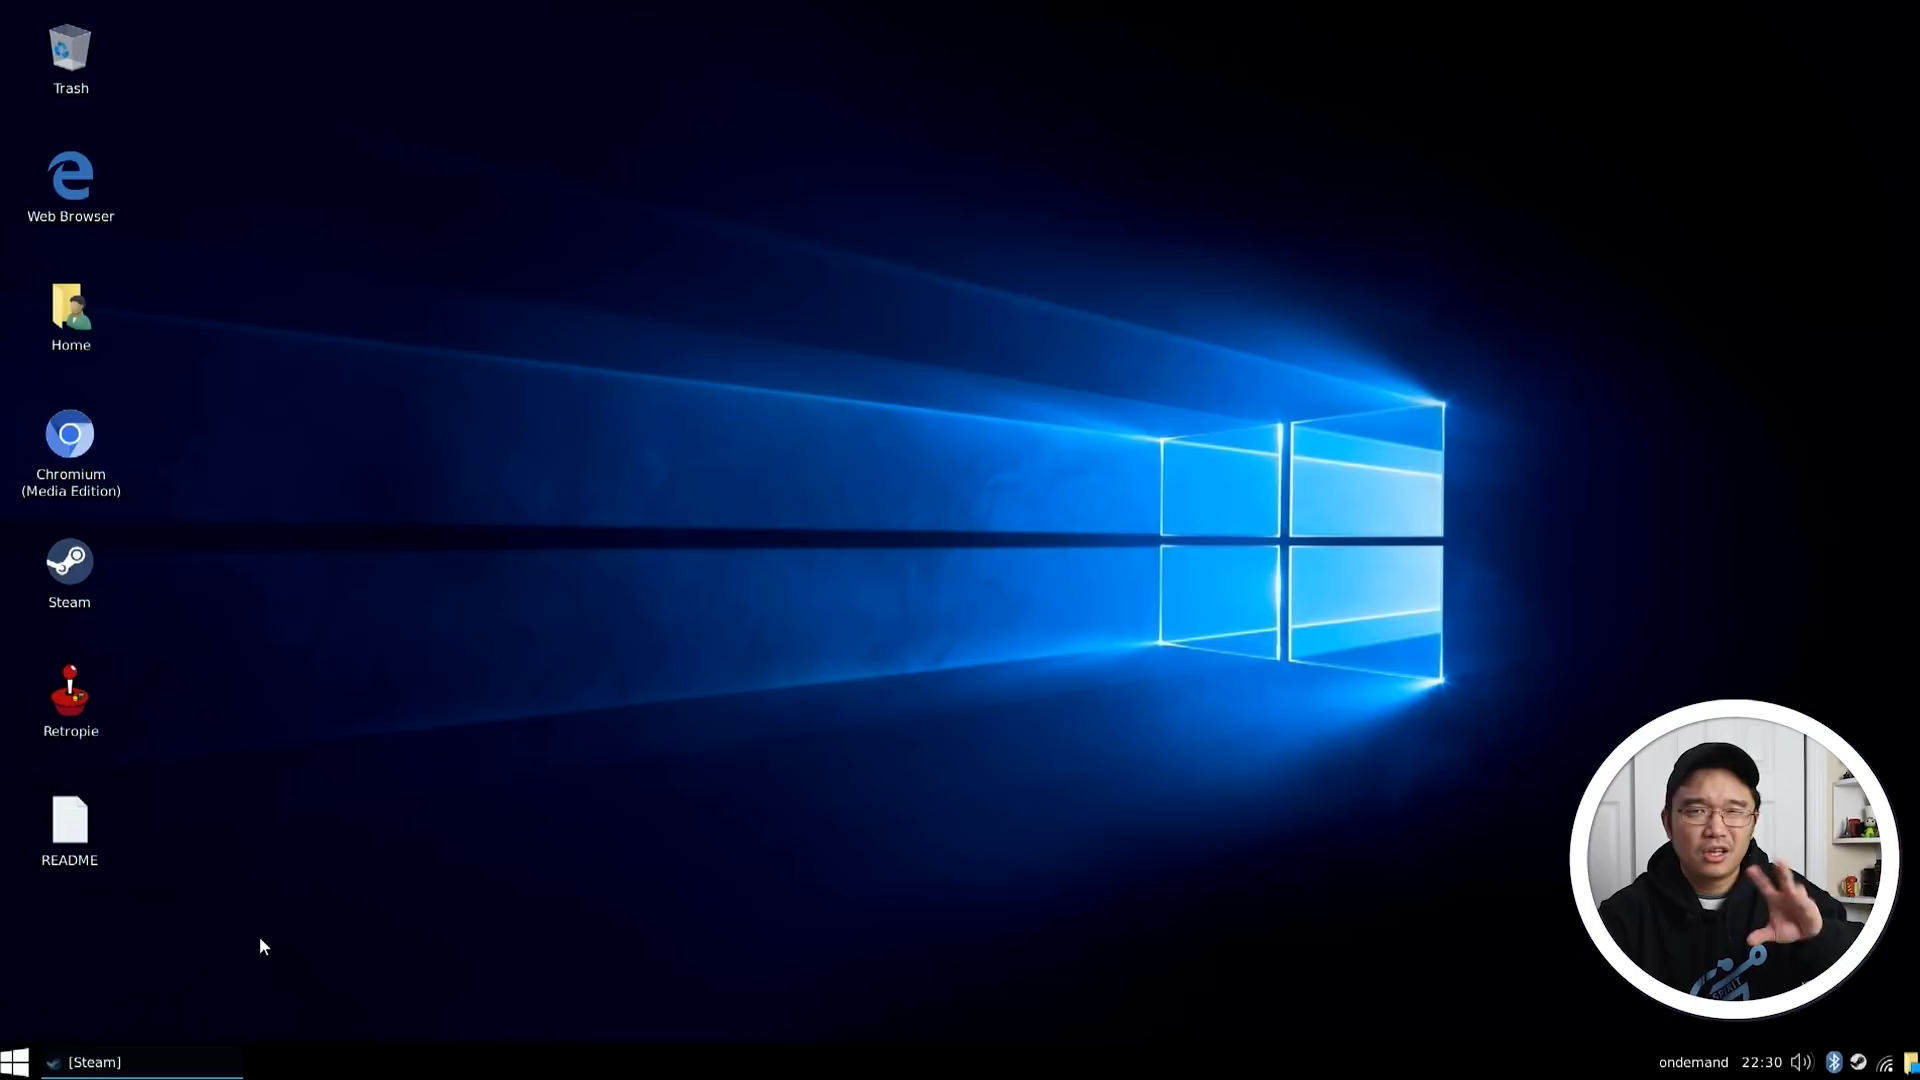 Trash
Web Browser
Home
Chromium
(Media Edition)
Steam
Retropie
README
[Steam]
ondemand 22:30